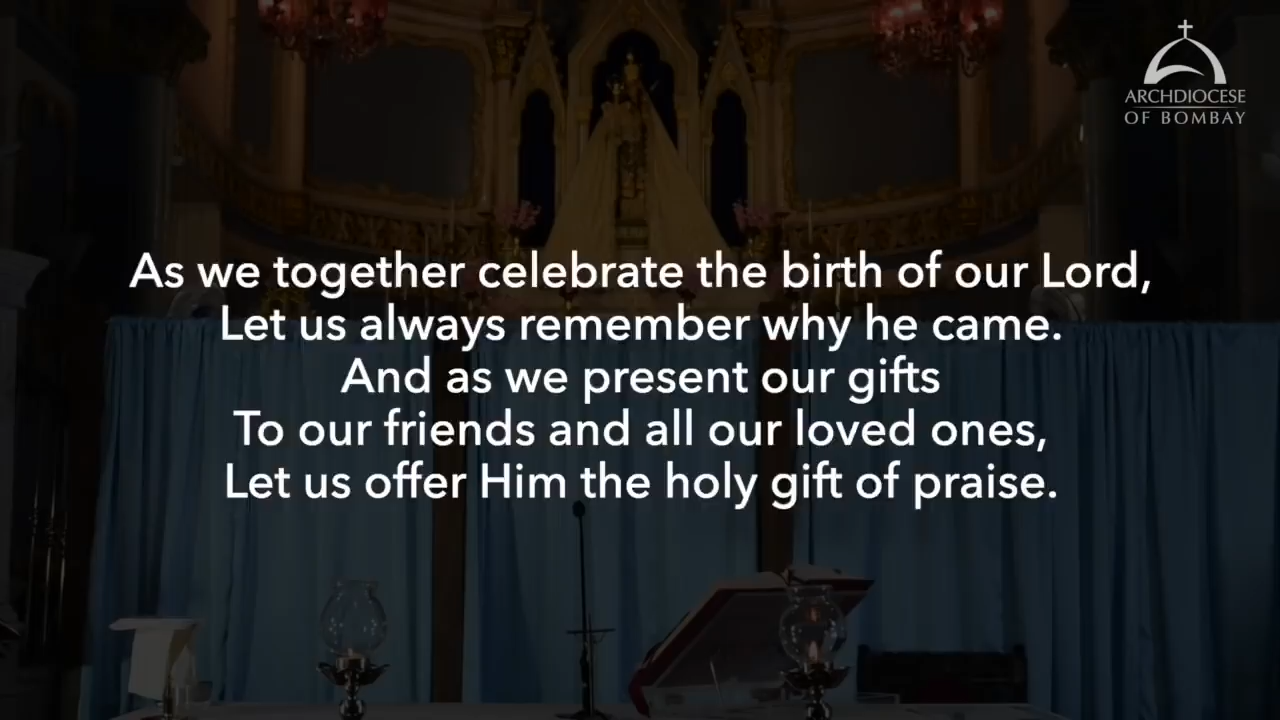 ARCHDIOCESE
OF BOMBAY
As we together celebrate the birth of our Lord,
Let us always remember why he came.
And as we present our gifts
To our friends and all our loved ones,
Let us offer Him the holy gift of praise.